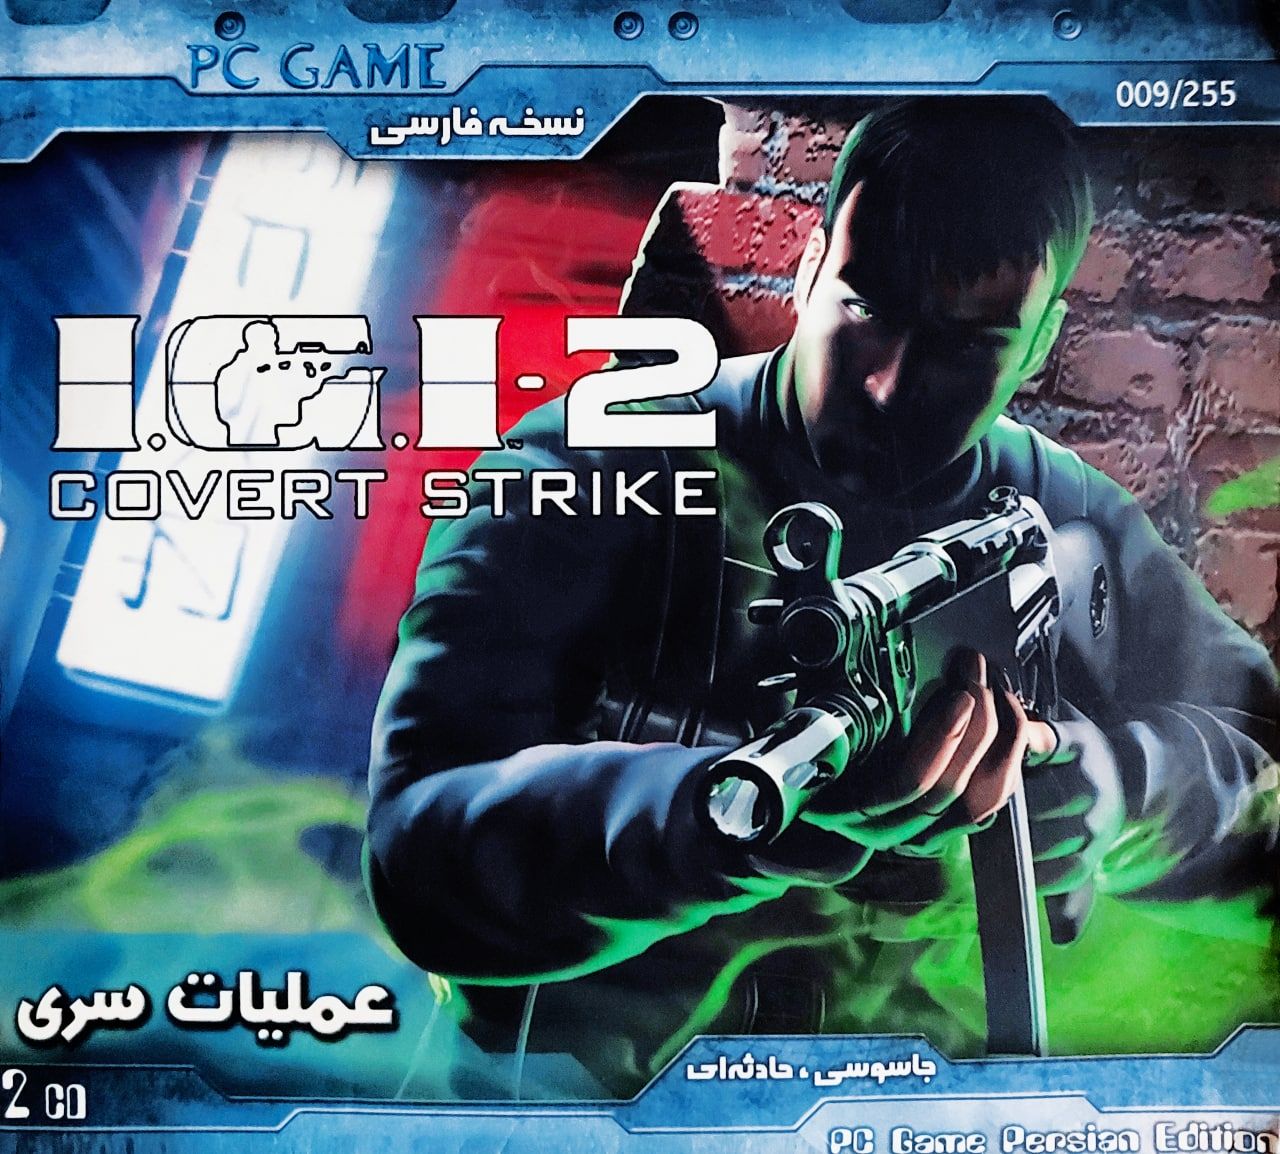 PC GAME
009/255
نسخه فارسی
I.G.I-2
COVERT STRIKE
عملیات سری
جاسوسی، حادثه‌ای
2 CD
PC Game Persian Edition